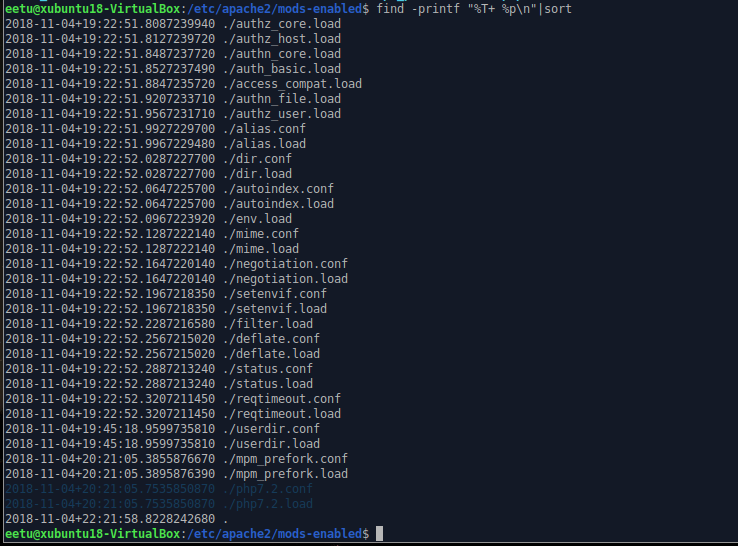 eetu@xubuntu18-VirtualBox:/etc/apache2/mods-enabled$ find -printf "%T+ %p\n"|sort
2018-11-04+19:22:51.8087239940 ./authz_core.load
2018-11-04+19:22:51.8127239720 ./authz_host.load
2018-11-04+19:22:51.8487237720 ./authn_core.load
2018-11-04+19:22:51.8527237490 ./auth_basic.load
2018-11-04+19:22:51.8847235720 ./access_compat.load
2018-11-04+19:22:51.9207233710 ./authn_file.load
2018-11-04+19:22:51.9567231710 ./authz_user.load
2018-11-04+19:22:51.9927229700 ./alias.conf
2018-11-04+19:22:51.9967229480 ./alias.load
2018-11-04+19:22:52.0287227700 ./dir.conf
2018-11-04+19:22:52.0287227700 ./dir.load
2018-11-04+19:22:52.0647225700 ./autoindex.conf
2018-11-04+19:22:52.0647225700 ./autoindex.load
2018-11-04+19:22:52.0967223920 ./env.load
2018-11-04+19:22:52.1287222140 ./mime.conf
2018-11-04+19:22:52.1287222140 ./mime.load
2018-11-04+19:22:52.1647220140 ./negotiation.conf
2018-11-04+19:22:52.1647220140 ./negotiation.load
2018-11-04+19:22:52.1967218350 ./setenvif.conf
2018-11-04+19:22:52.1967218350 ./setenvif.load
2018-11-04+19:22:52.2287216580 ./filter.load
2018-11-04+19:22:52.2567215020 ./deflate.conf
2018-11-04+19:22:52.2567215020 ./deflate.load
2018-11-04+19:22:52.2887213240 ./status.conf
2018-11-04+19:22:52.2887213240 ./status.load
2018-11-04+19:22:52.3207211450 ./reqtimeout.conf
2018-11-04+19:22:52.3207211450 ./reqtimeout.load
2018-11-04+19:45:18.9599735810 ./userdir.conf
2018-11-04+19:45:18.9599735810 ./userdir.load
2018-11-04+20:21:05.3855876670 ./mpm_prefork.conf
2018-11-04+20:21:05.3895876390 ./mpm_prefork.load
2018-11-04+20:21:05.7535850870 ./php7.2.conf
2018-11-04+20:21:05.7535850870 ./php7.2.load
2018-11-04+22:21:58.8228242680 .
eetu@xubuntu18-VirtualBox:/etc/apache2/mods-enabled$